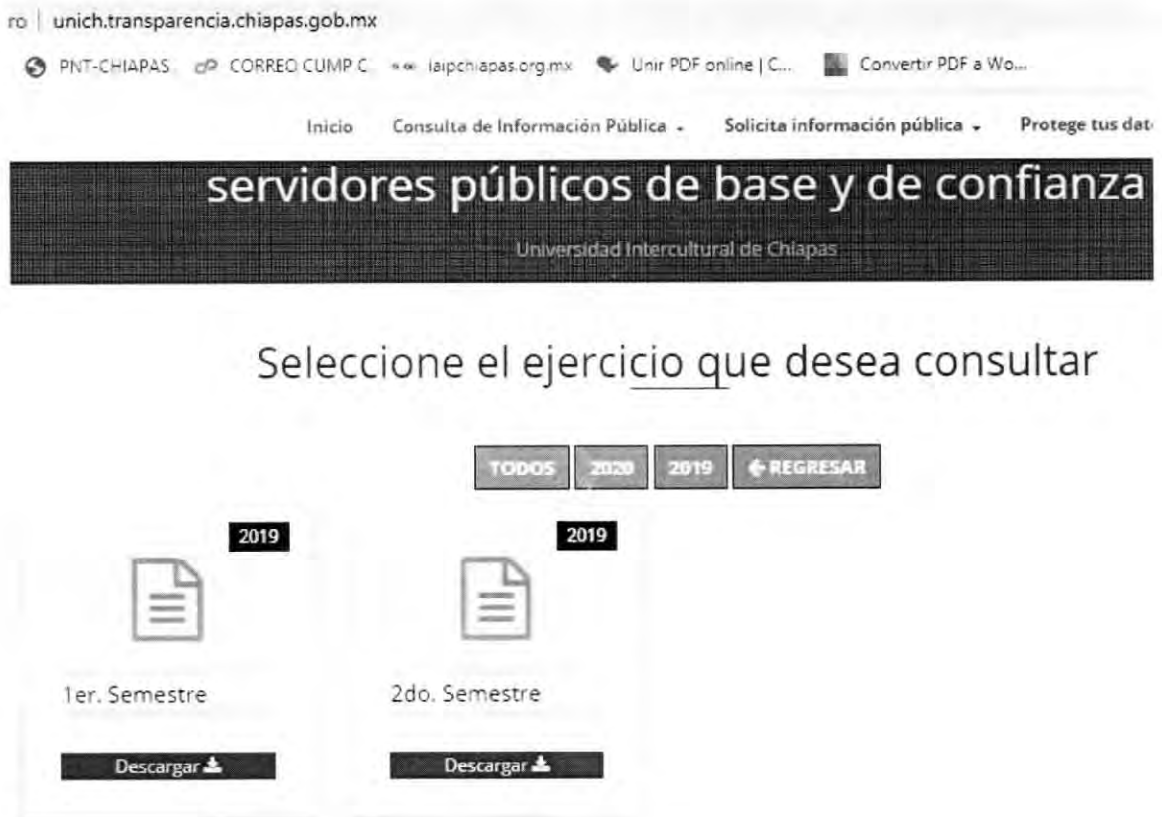 ro | unich.transparencia.chiapas.gob.mx
PNT-CHIAPAS CORREO CUMP C iaipchiapas.org.mx Unir PDF online | C... Convertir PDF a Wo...
Inicio Consulta de Información Pública Solicita información pública Protege tus dat
servidores públicos de base y de confianza
Universidad Intercultural de Chiapas
Seleccione el ejercicio que desea consultar
TODOS 2020 2019 REGRESAR
2019 2019
1er. Semestre 2do. Semestre
Descargar Descargar